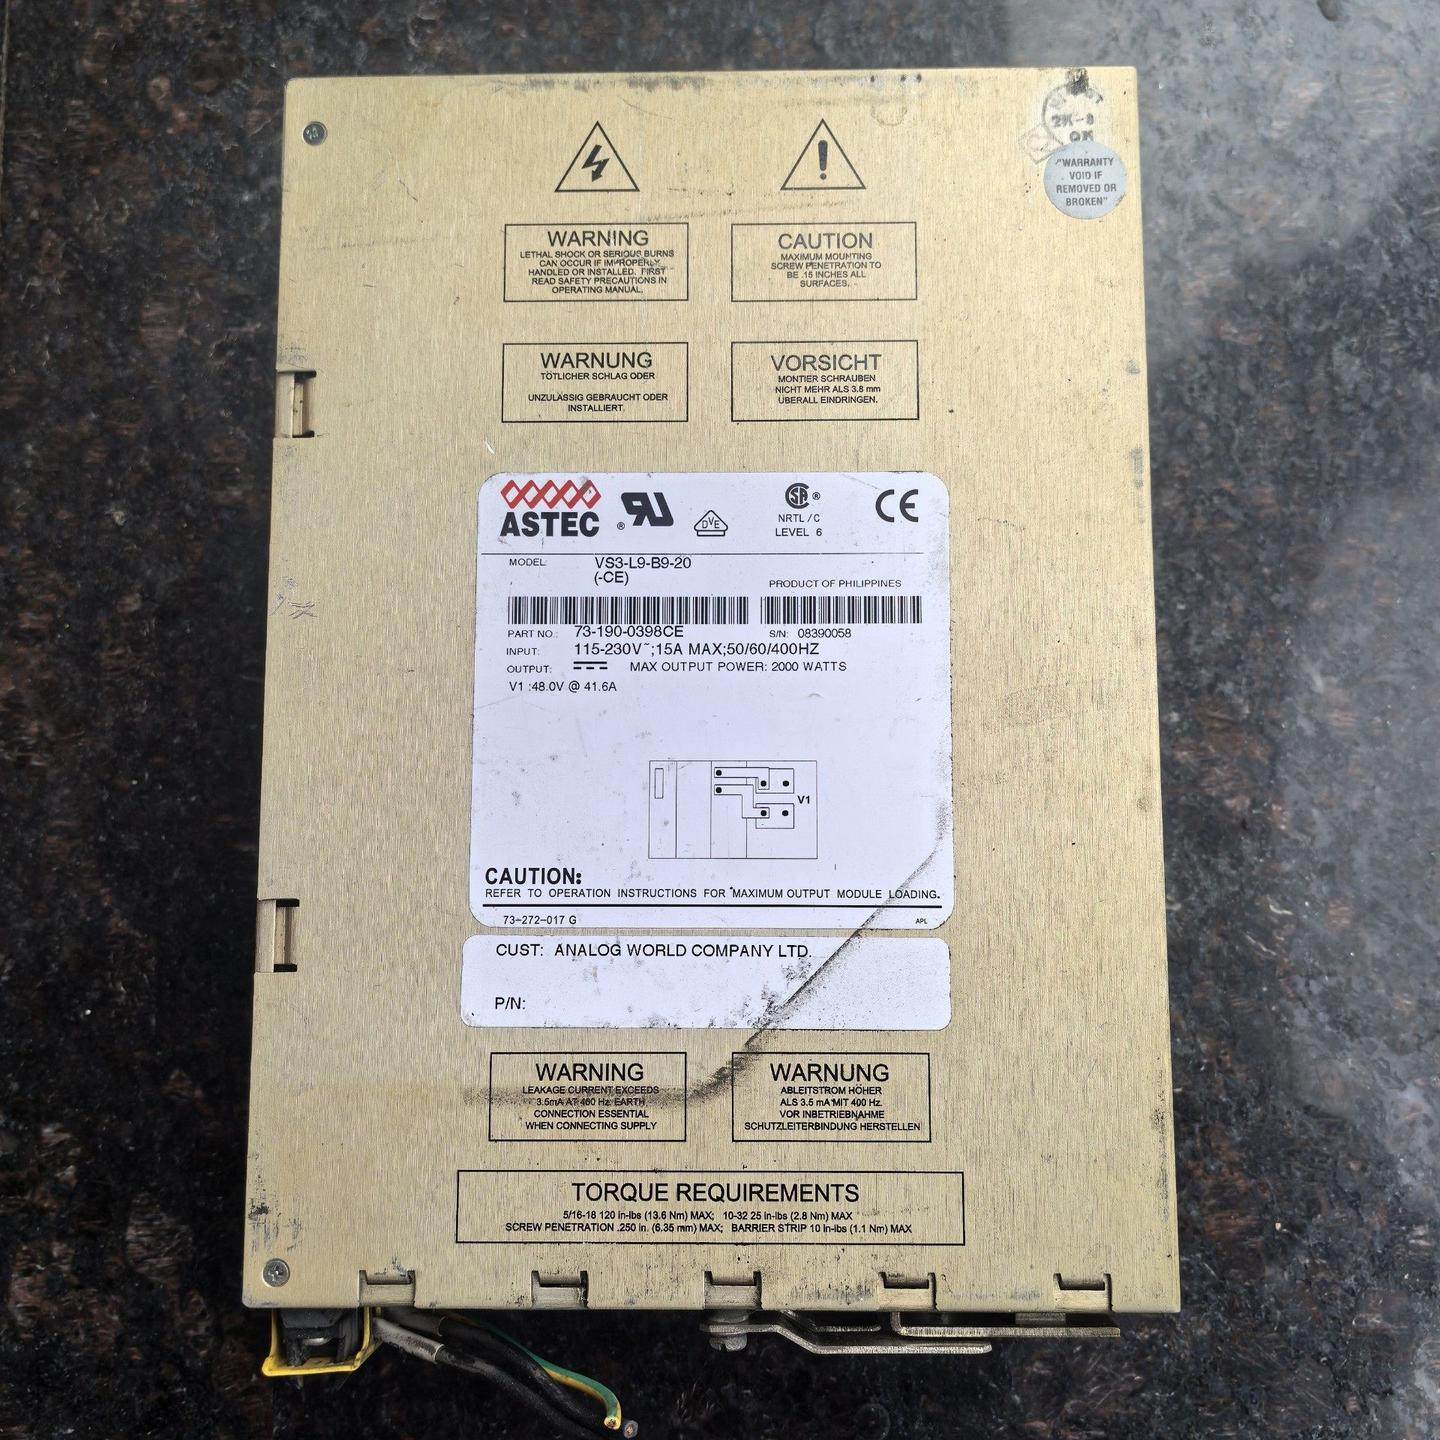 2K-8
OK
"WARRANTY
VOID IF
REMOVED OR
BROKEN"
WARNING
LETHAL SHOCK OR SERIOUS BURNS
CAN OCCUR IF IMPROPERLY
HANDLED OR INSTALLED. FIRST
READ SAFETY PRECAUTIONS IN
OPERATING MANUAL.
CAUTION
MAXIMUM MOUNTING
SCREW PENETRATION TO
BE .15 INCHES ALL
SURFACES.
WARNUNG
TÖTLICHER SCHLAG ODER
UNZULÄSSIG GEBRAUCHT ODER
INSTALLIERT.
VORSICHT
MONTIER SCHRAUBEN
NICHT MEHR ALS 3.8 mm
ÜBERALL EINDRINGEN.
ASTEC
® RU
DVE
SA ®
NRTL/C
LEVEL 6
CE
MODEL: VS3-L9-B9-20
(-CE)
PRODUCT OF PHILIPPINES
PART NO.: 73-190-0398CE S/N: 08390058
INPUT: 115-230V~;15A MAX;50/60/400HZ
OUTPUT: MAX OUTPUT POWER: 2000 WATTS
V1 :48.0V @ 41.6A
V1
CAUTION:
REFER TO OPERATION INSTRUCTIONS FOR MAXIMUM OUTPUT MODULE LOADING.
73-272-017 G APL
CUST: ANALOG WORLD COMPANY LTD.
P/N:
WARNING
LEAKAGE CURRENT EXCEEDS
3.5mA AT 400 Hz. EARTH
CONNECTION ESSENTIAL
WHEN CONNECTING SUPPLY
WARNUNG
ABLEITSTROM HÖHER
ALS 3.5 mA MIT 400 Hz.
VOR INBETRIEBNAHME
SCHUTZLEITERBINDUNG HERSTELLEN
TORQUE REQUIREMENTS
5/16-18 120 in-lbs (13.6 Nm) MAX; 10-32 25 in-lbs (2.8 Nm) MAX
SCREW PENETRATION .250 in. (6.35 mm) MAX; BARRIER STRIP 10 in-lbs (1.1 Nm) MAX